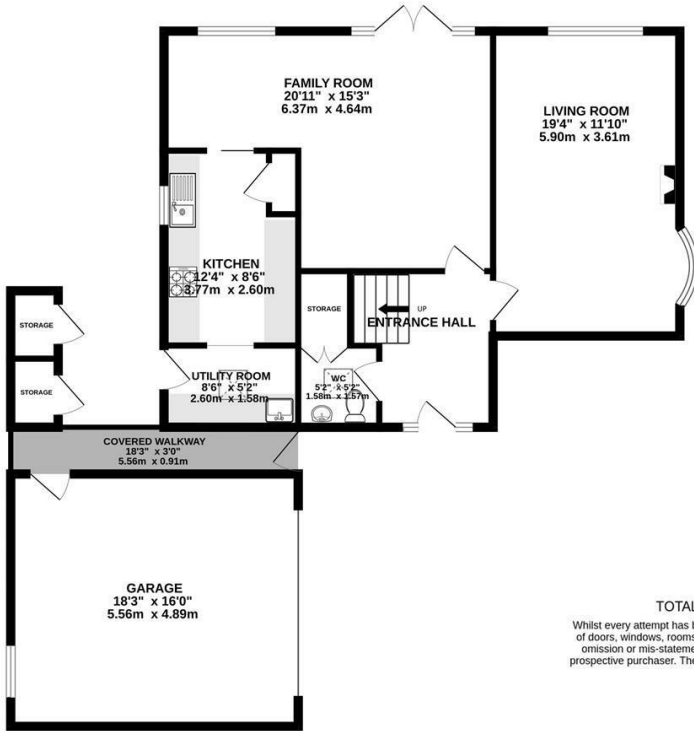 FAMILY ROOM
20'11" x 15'3"
6.37m x 4.64m
LIVING ROOM
19'4" x 11'10"
5.90m x 3.61m
KITCHEN
12'4" x 8'6"
3.77m x 2.60m
STORAGE
UP
ENTRANCE HALL
STORAGE
STORAGE
UTILITY ROOM
8'6" x 5'2"
2.60m x 1.58m
WC
5'2" x 5'2"
1.58m x 1.57m
COVERED WALKWAY
18'3" x 3'0"
5.56m x 0.91m
GARAGE
18'3" x 16'0"
5.56m x 4.89m
TOTAL
Whilst every attempt has
of doors, windows, rooms
omission or mis-stateme
prospective purchaser. The